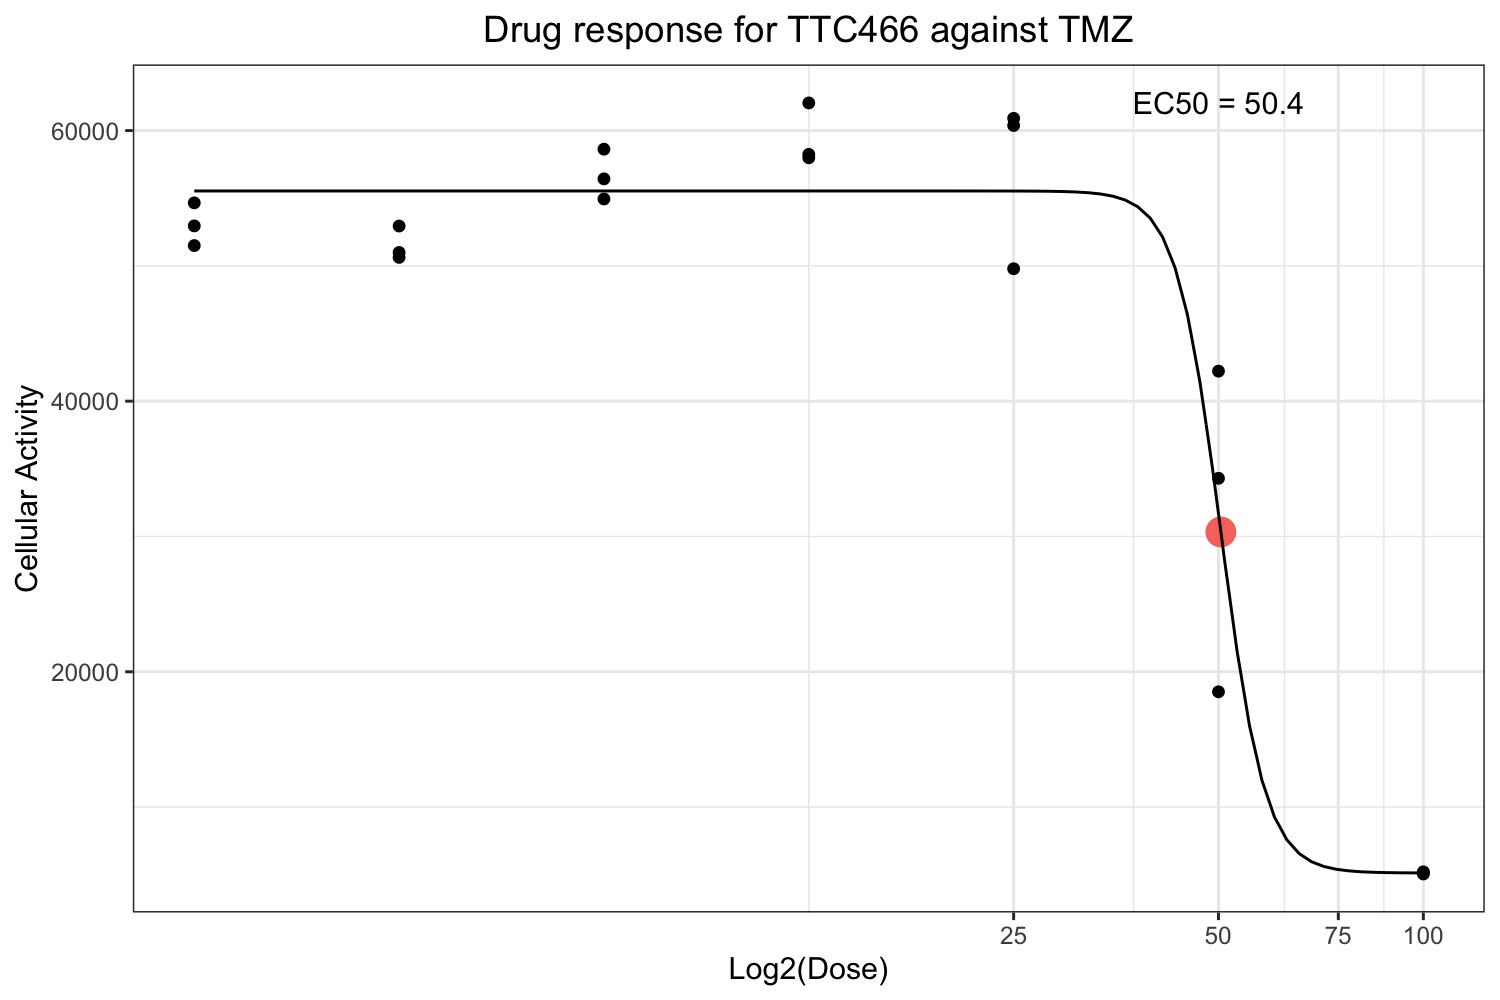 Drug response for TTC466 against TMZ
EC50 = 50.4
60000
40000
20000
Cellular Activity
25 50 75 100
Log2(Dose)